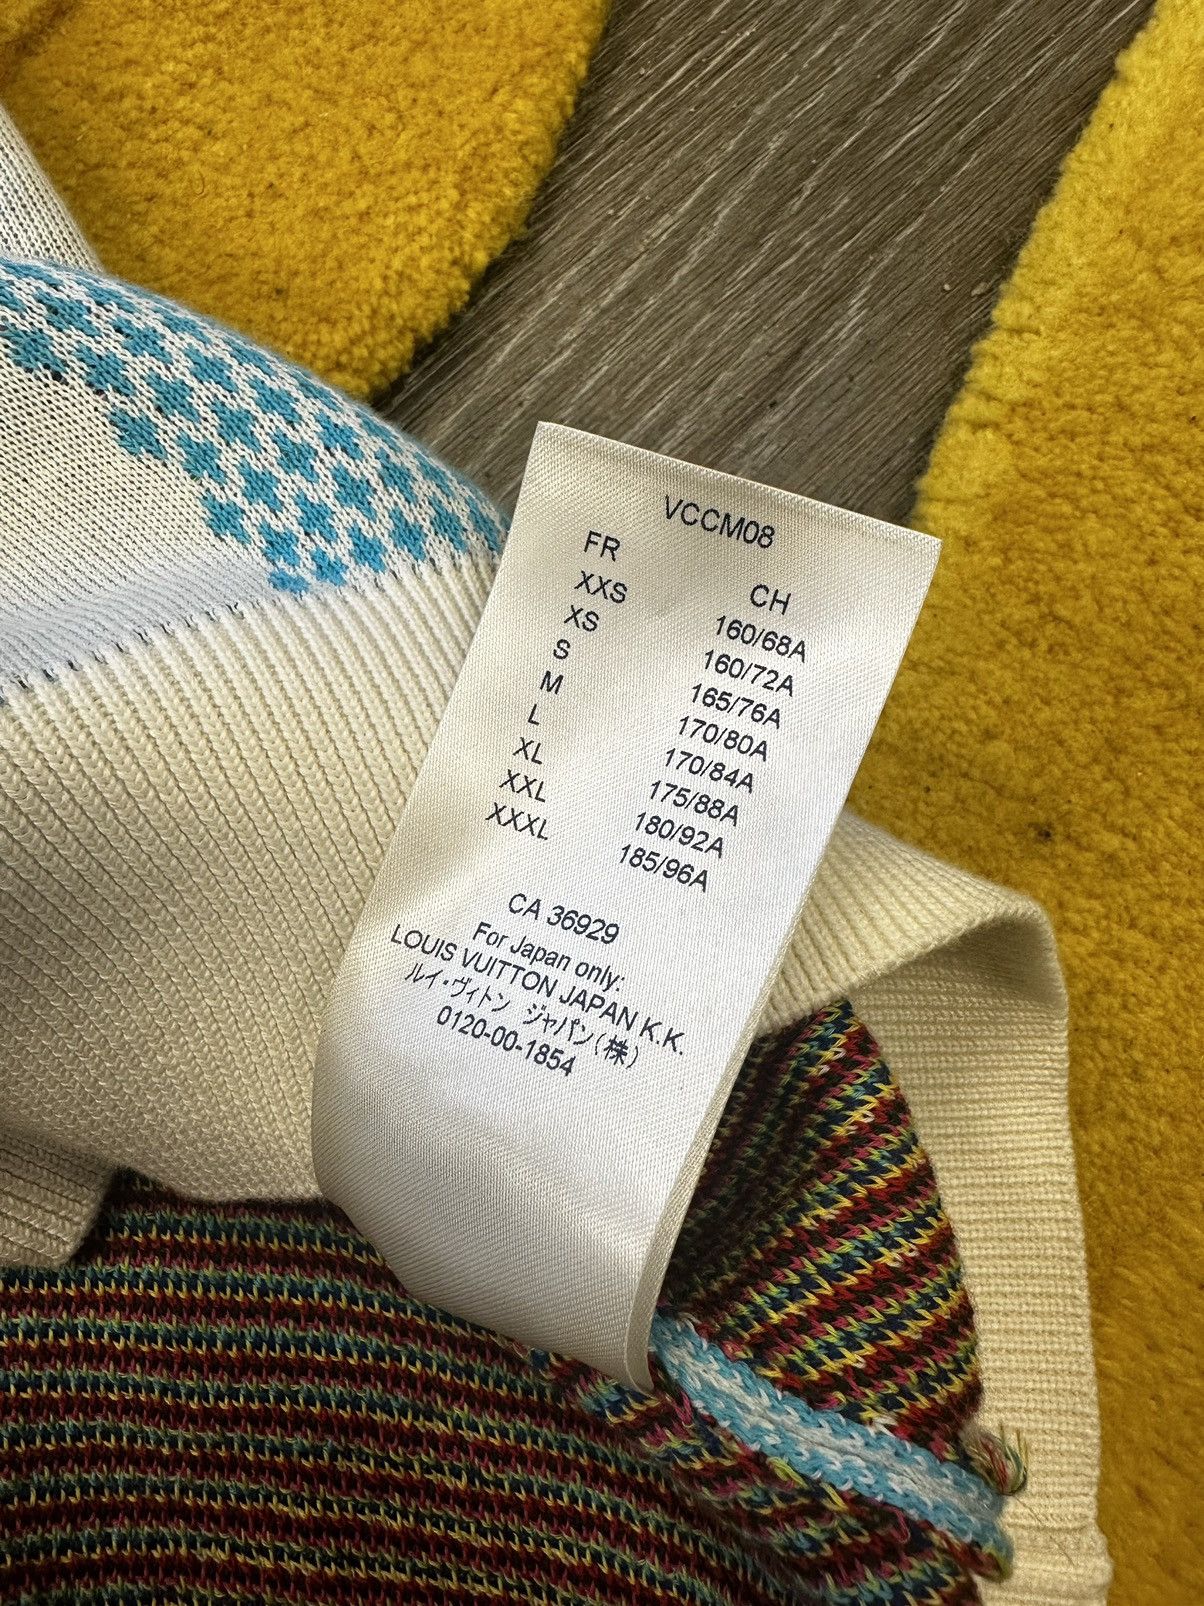 VCCM08
FR CH
XXS 160/68A
XS 160/72A
S 165/76A
M 170/80A
L 170/84A
XL 175/88A
XXL 180/92A
XXXL 185/96A
CA 36929
For Japan only:
LOUIS VUITTON JAPAN K.K.
ルイ・ヴィトン ジャパン(株)
0120-00-1854